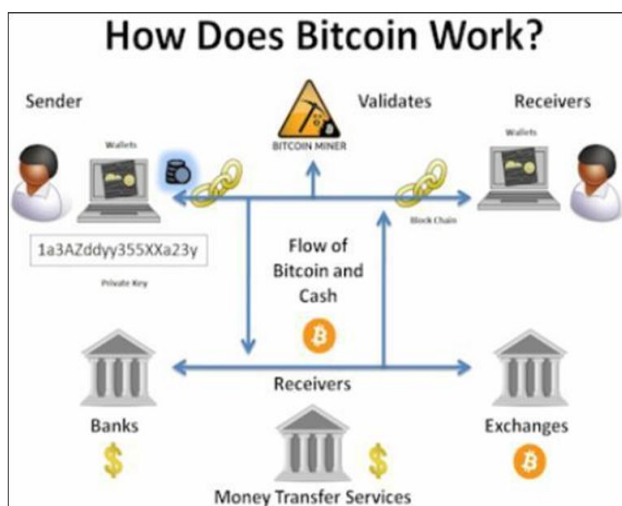 How Does Bitcoin Work?
Sender
Validates
Receivers
Wallets
BITCOIN MINER
Wallets
Block Chain
1a3AZddyy355XXa23y
Private Key
Flow of
Bitcoin and
Cash
Receivers
Banks
Exchanges
Money Transfer Services